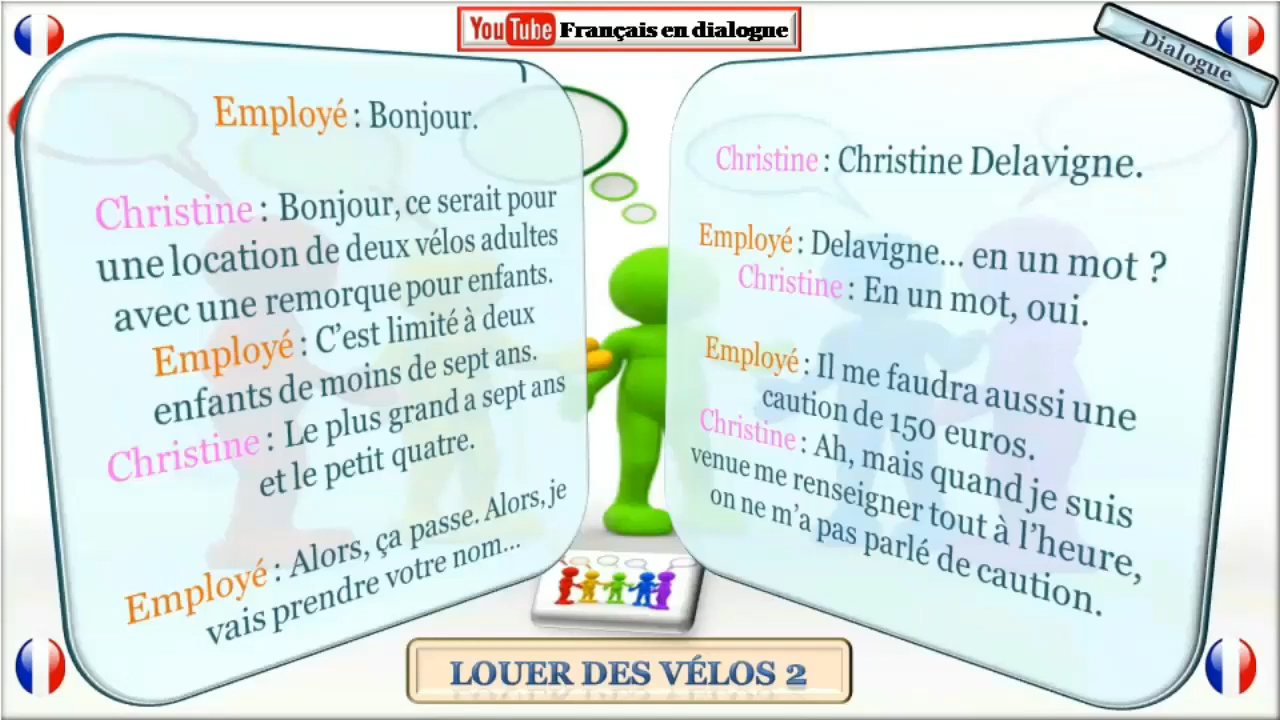 YouTube Français en dialogue
Dialogue
Employé : Bonjour.
Christine : Bonjour, ce serait pour
une location de deux vélos adultes
avec une remorque pour enfants.
Employé : C’est limité à deux
enfants de moins de sept ans.
Christine : Le plus grand a sept ans
et le petit quatre.
Employé : Alors, ça passe. Alors, je
vais prendre votre nom...
Christine : Christine Delavigne.
Employé : Delavigne... en un mot ?
Christine : En un mot, oui.
Employé : Il me faudra aussi une
caution de 150 euros.
Christine : Ah, mais quand je suis
venue me renseigner tout à l’heure,
on ne m’a pas parlé de caution.
LOUER DES VÉLOS 2